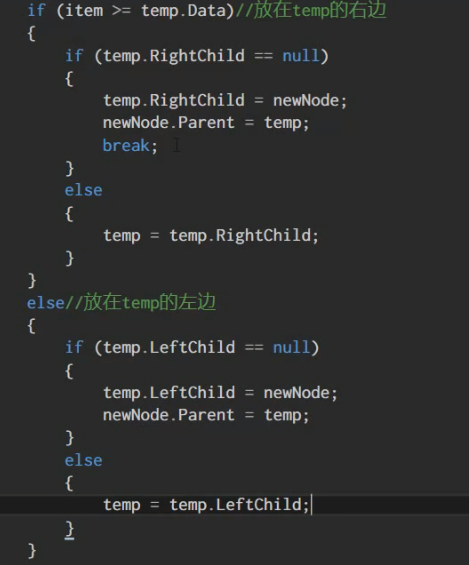 if (item >= temp.Data)//放在temp的右边
{
if (temp.RightChild == null)
{
temp.RightChild = newNode;
newNode.Parent = temp;
break;
}
else
{
temp = temp.RightChild;
}
}
else//放在temp的左边
{
if (temp.LeftChild == null)
{
temp.LeftChild = newNode;
newNode.Parent = temp;
}
else
{
temp = temp.LeftChild;
}
}